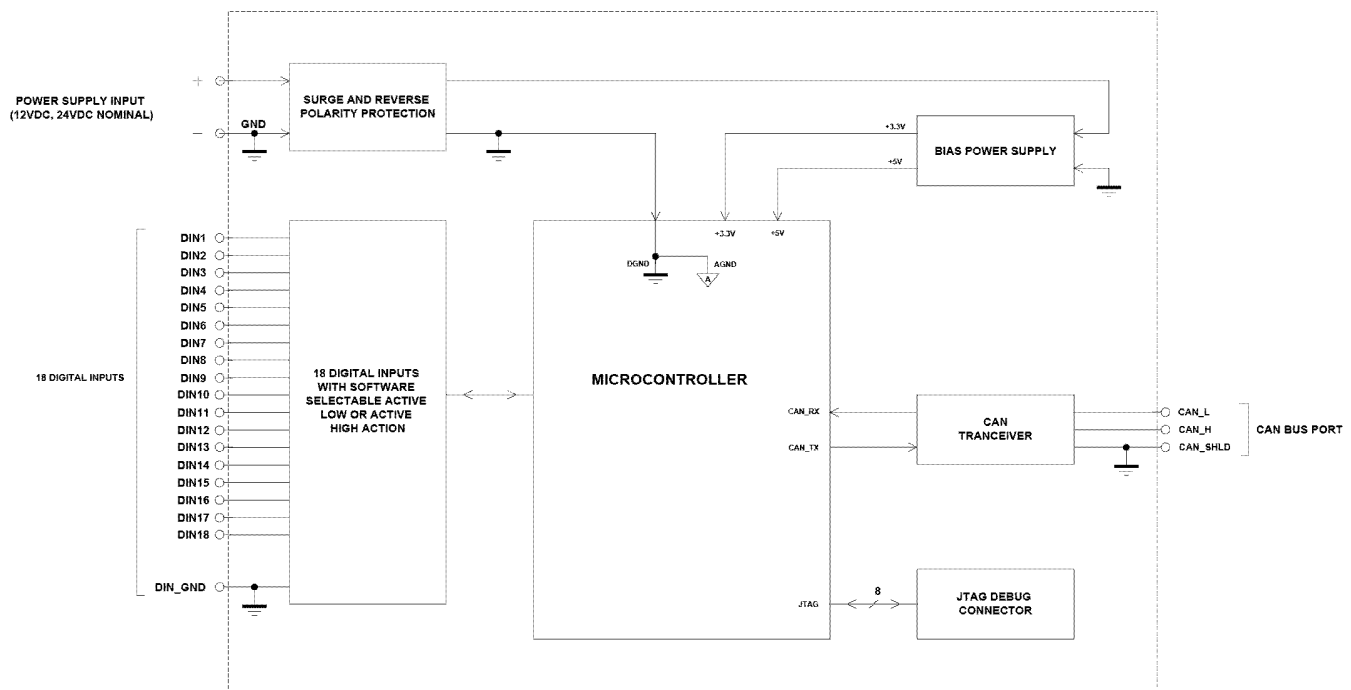 POWER SUPPLY INPUT
(12VDC, 24VDC NOMINAL)
+
−
GND
SURGE AND REVERSE
POLARITY PROTECTION
+3.3V
+5V
BIAS POWER SUPPLY
18 DIGITAL INPUTS
DIN1
DIN2
DIN3
DIN4
DIN5
DIN6
DIN7
DIN8
DIN9
DIN10
DIN11
DIN12
DIN13
DIN14
DIN15
DIN16
DIN17
DIN18
DIN_GND
18 DIGITAL INPUTS
WITH SOFTWARE
SELECTABLE ACTIVE
LOW OR ACTIVE
HIGH ACTION
+3.3V
+5V
DGND
AGND
A
MICROCONTROLLER
CAN_RX
CAN_TX
JTAG
CAN
TRANCEIVER
CAN_L
CAN_H
CAN_SHLD
CAN BUS PORT
8
JTAG DEBUG
CONNECTOR